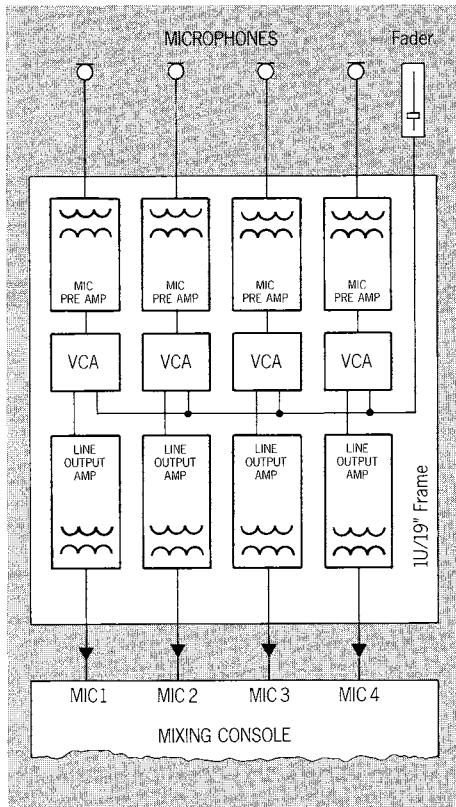 MICROPHONES
Fader
MIC
PRE AMP
MIC
PRE AMP
MIC
PRE AMP
MIC
PRE AMP
VCA
VCA
VCA
VCA
LINE
OUTPUT
AMP
LINE
OUTPUT
AMP
LINE
OUTPUT
AMP
LINE
OUTPUT
AMP
1U/19" Frame
MIC 1
MIC 2
MIC 3
MIC 4
MIXING CONSOLE